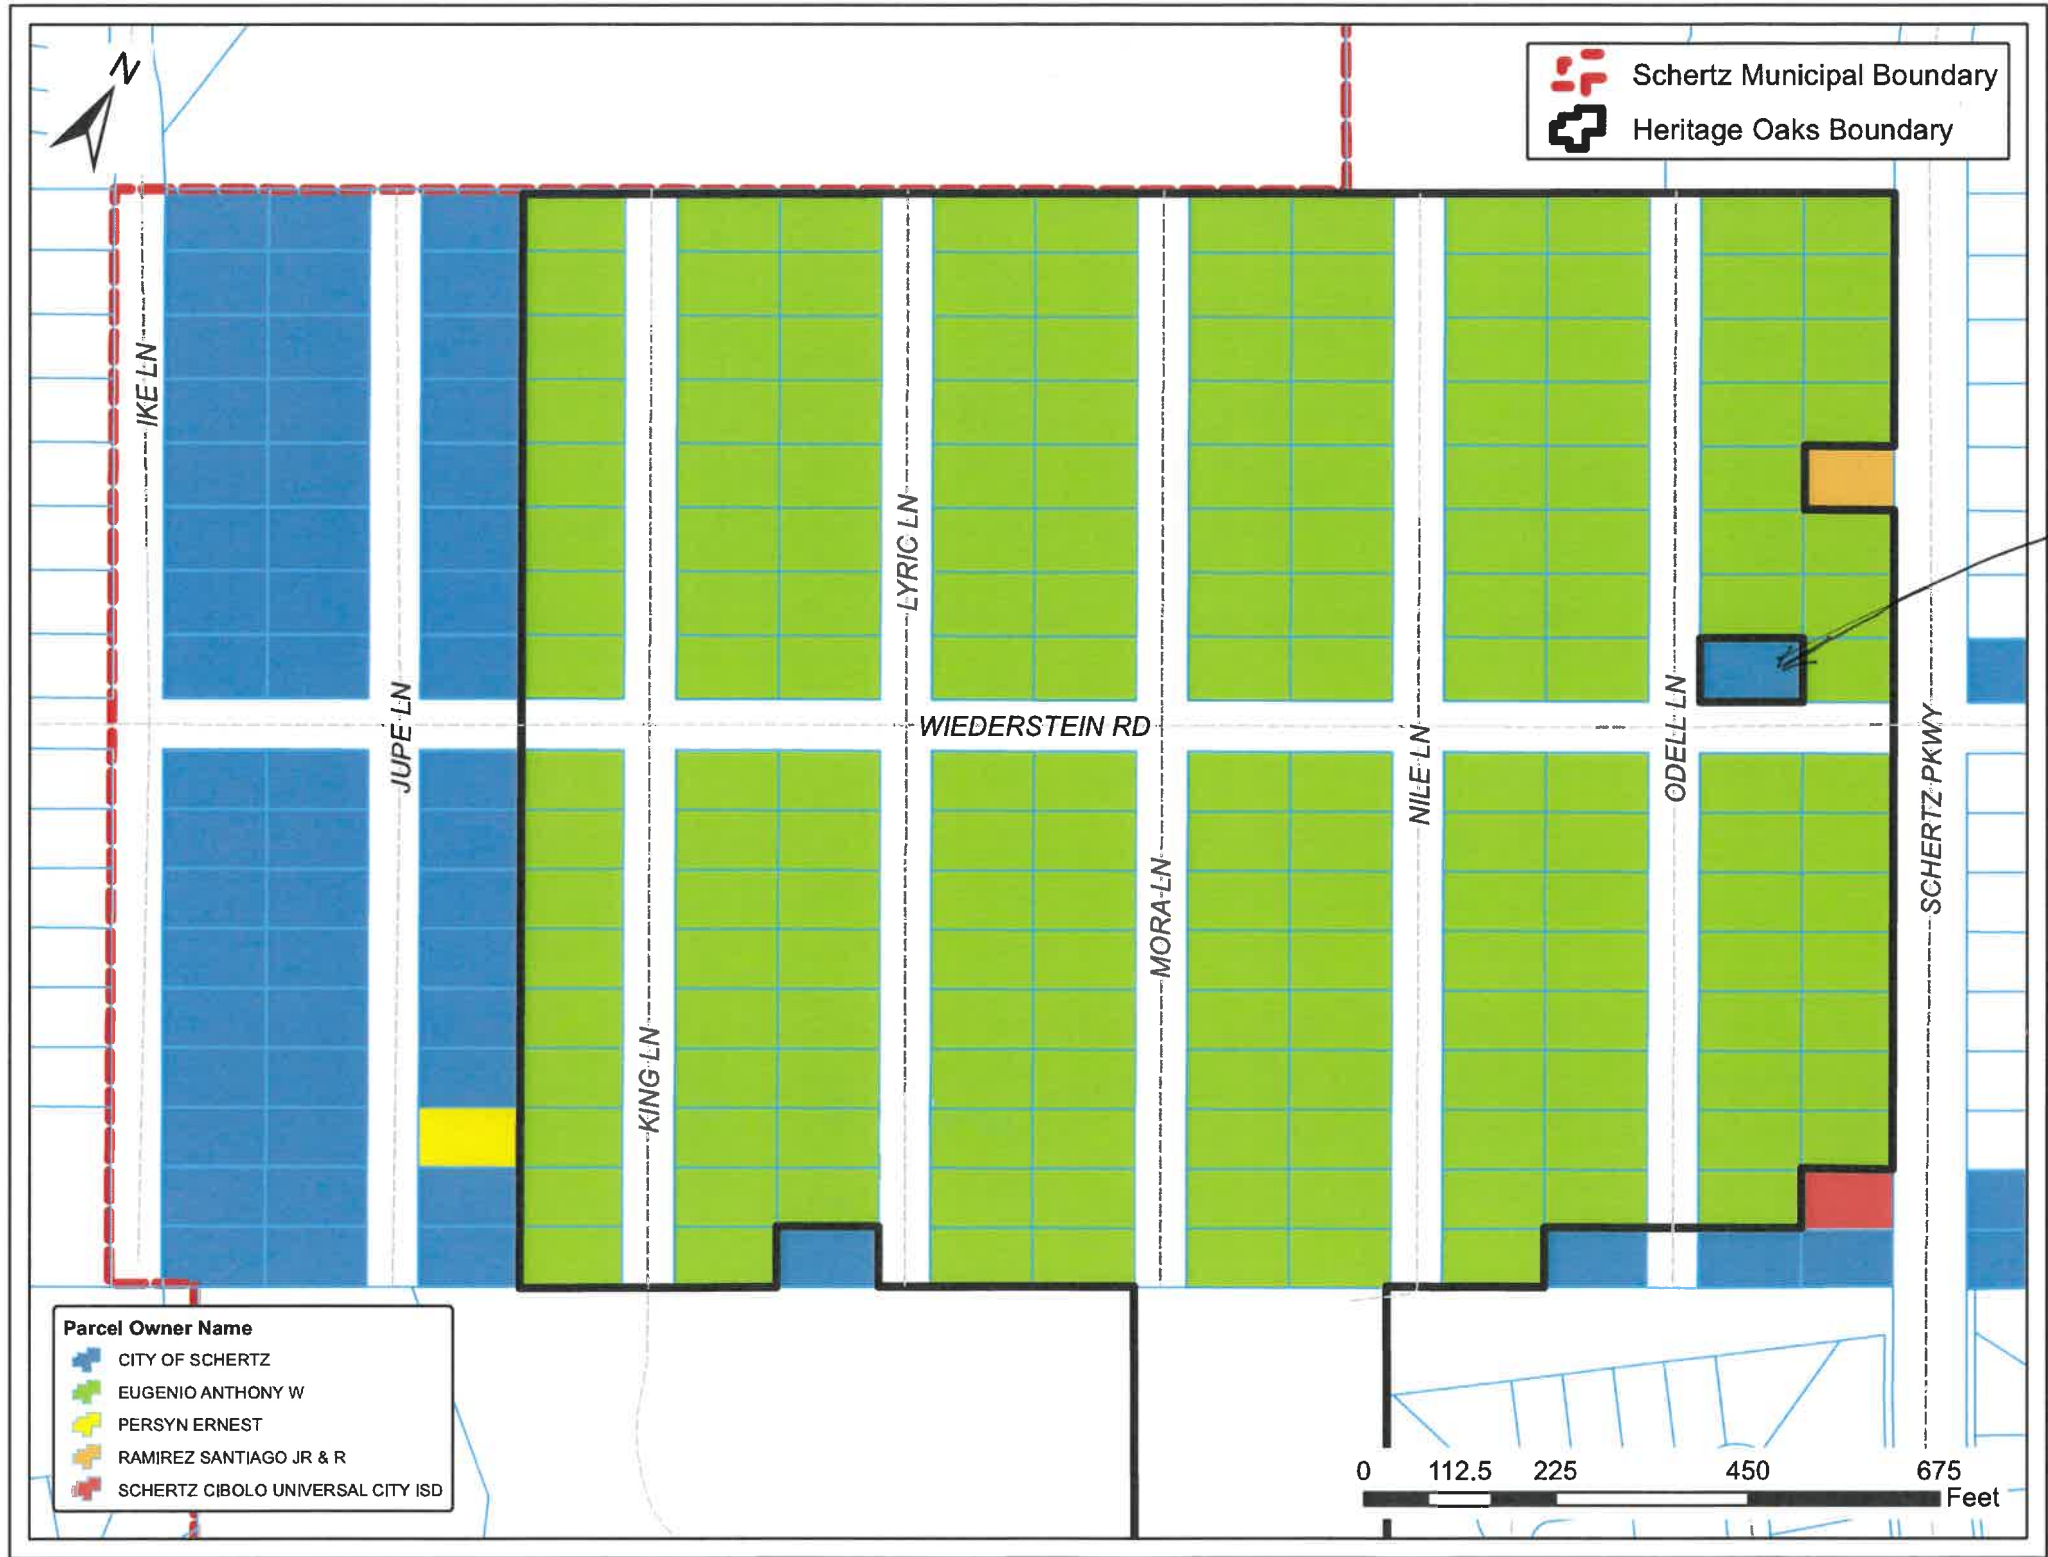 N
Schertz Municipal Boundary
Heritage Oaks Boundary
IKE LN
JUPE LN
KING LN
LYRIC LN
MORA LN
NILE LN
ODELL LN
SCHERTZ PKWY
WIEDERSTEIN RD
Parcel Owner Name
CITY OF SCHERTZ
EUGENIO ANTHONY W
PERSYN ERNEST
RAMIREZ SANTIAGO JR & R
SCHERTZ CIBOLO UNIVERSAL CITY ISD
0 112.5 225 450 675
Feet